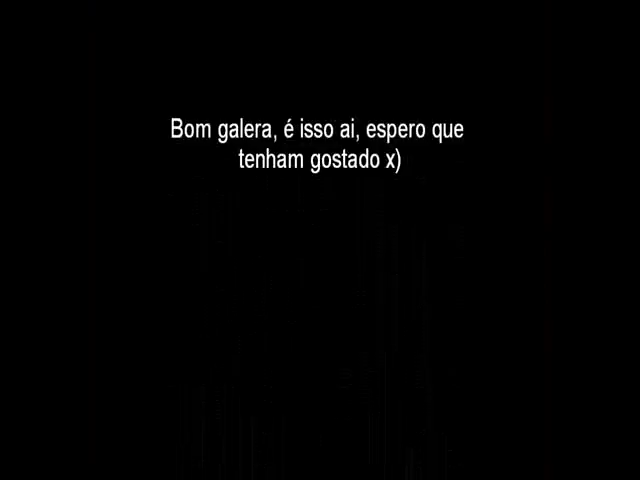 Bom galera, é isso ai, espero que
tenham gostado x)